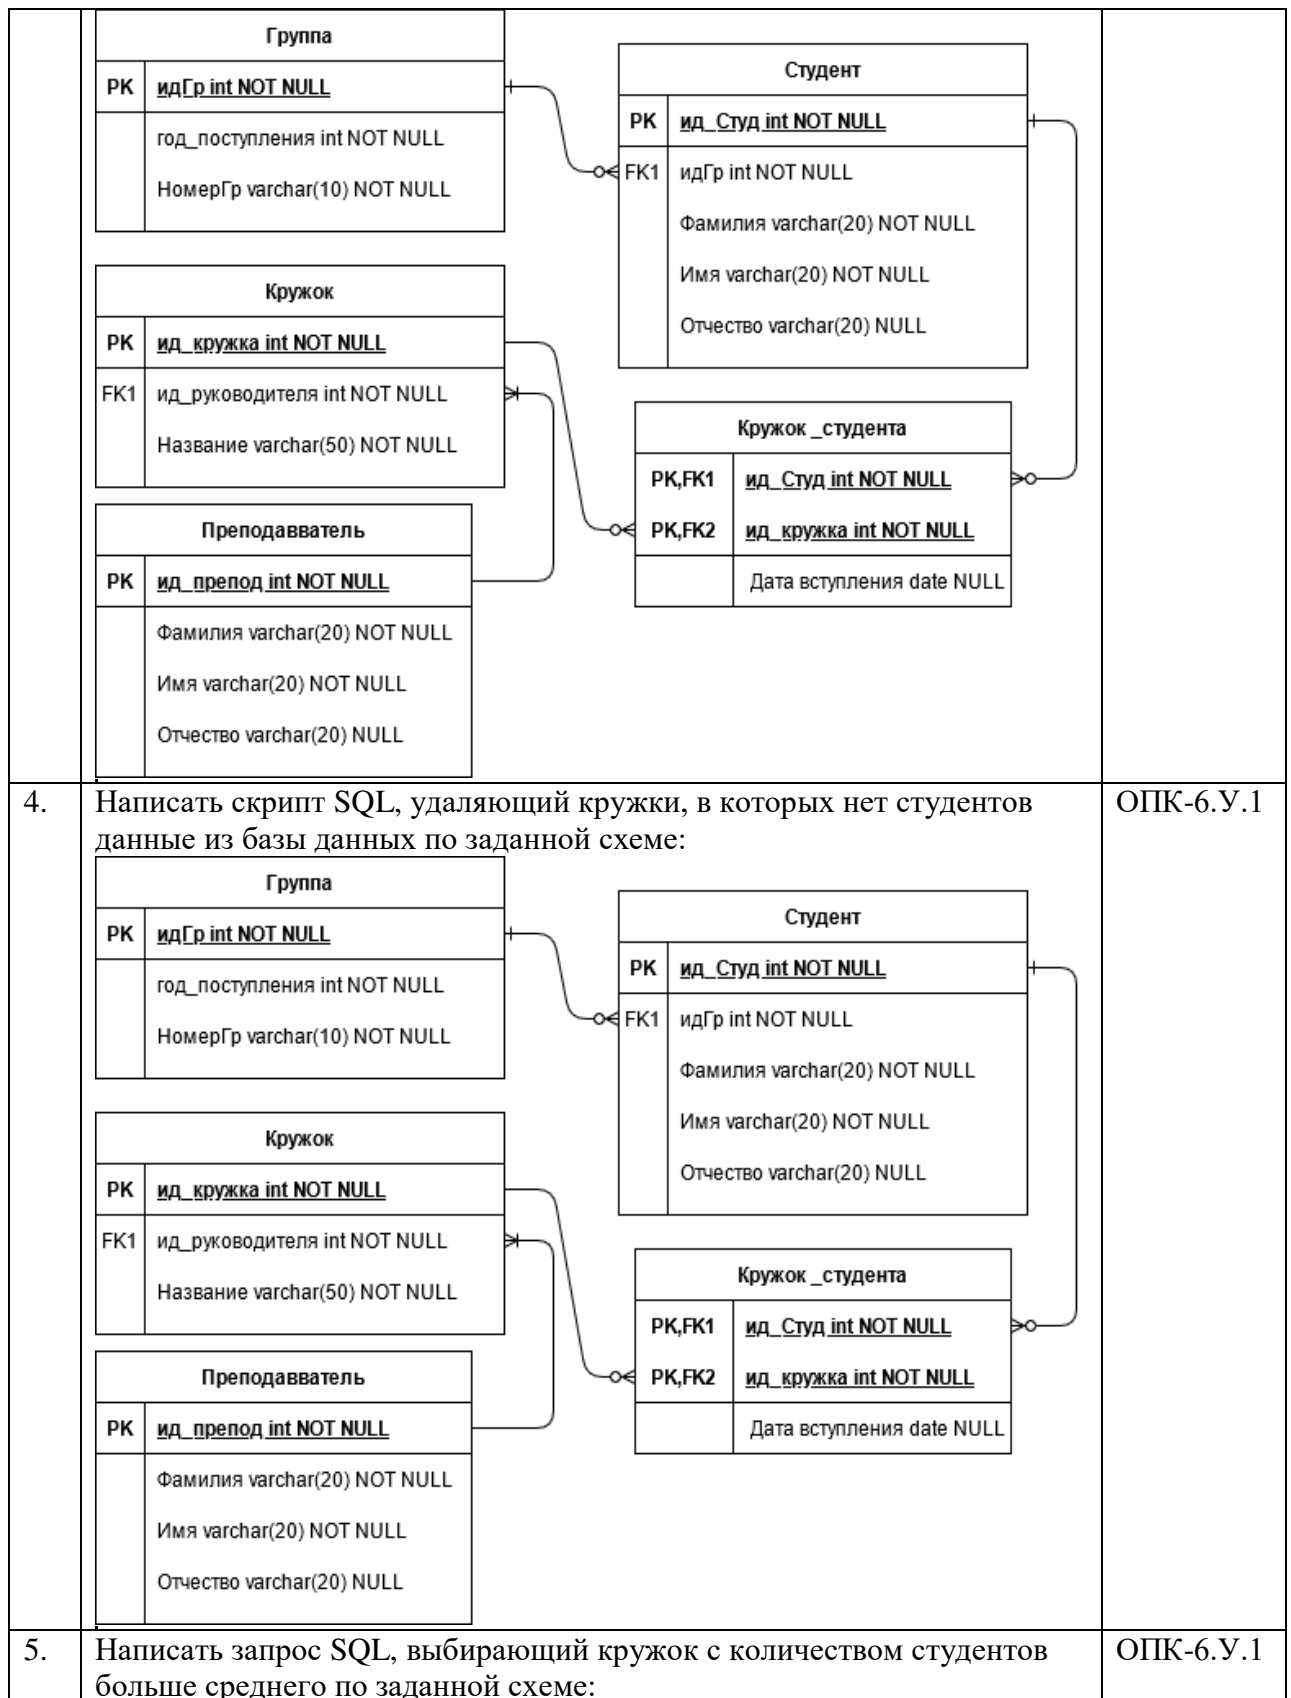 Группа
PK идГр int NOT NULL
год_поступления int NOT NULL
НомерГр varchar(10) NOT NULL
Студент
PK ид_Студ int NOT NULL
FK1 идГр int NOT NULL
Фамилия varchar(20) NOT NULL
Имя varchar(20) NOT NULL
Отчество varchar(20) NULL
Кружок
PK ид_кружка int NOT NULL
FK1 ид_руководителя int NOT NULL
Название varchar(50) NOT NULL
Кружок _студента
PK,FK1 ид_Студ int NOT NULL
PK,FK2 ид_кружка int NOT NULL
Дата вступления date NULL
Преподавватель
PK ид_препод int NOT NULL
Фамилия varchar(20) NOT NULL
Имя varchar(20) NOT NULL
Отчество varchar(20) NULL
4. Написать скрипт SQL, удаляющий кружки, в которых нет студентов ОПК-6.У.1
данные из базы данных по заданной схеме:
Группа
PK идГр int NOT NULL
год_поступления int NOT NULL
НомерГр varchar(10) NOT NULL
Студент
PK ид_Студ int NOT NULL
FK1 идГр int NOT NULL
Фамилия varchar(20) NOT NULL
Имя varchar(20) NOT NULL
Отчество varchar(20) NULL
Кружок
PK ид_кружка int NOT NULL
FK1 ид_руководителя int NOT NULL
Название varchar(50) NOT NULL
Кружок _студента
PK,FK1 ид_Студ int NOT NULL
PK,FK2 ид_кружка int NOT NULL
Дата вступления date NULL
Преподавватель
PK ид_препод int NOT NULL
Фамилия varchar(20) NOT NULL
Имя varchar(20) NOT NULL
Отчество varchar(20) NULL
5. Написать запрос SQL, выбирающий кружок с количеством студентов ОПК-6.У.1
больше среднего по заданной схеме: